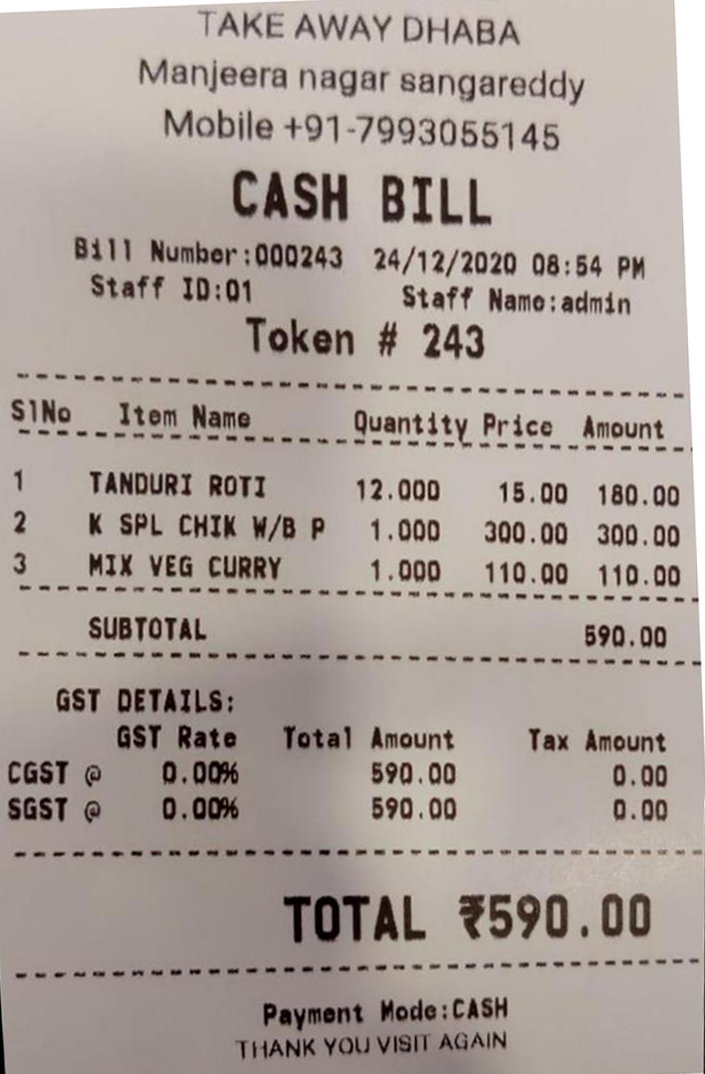 TAKE AWAY DHABA
Manjeera nagar sangareddy
Mobile +91-7993055145
CASH BILL
Bill Number:000243 24/12/2020 08:54 PM
Staff ID:01 Staff Name:admin
Token # 243
SlNo Item Name Quantity Price Amount
1 TANDURI ROTI 12.000 15.00 180.00
2 K SPL CHIK W/B P 1.000 300.00 300.00
3 MIX VEG CURRY 1.000 110.00 110.00
SUBTOTAL 590.00
GST DETAILS:
GST Rate Total Amount Tax Amount
CGST @ 0.00% 590.00 0.00
SGST @ 0.00% 590.00 0.00
TOTAL ₹590.00
Payment Mode:CASH
THANK YOU VISIT AGAIN